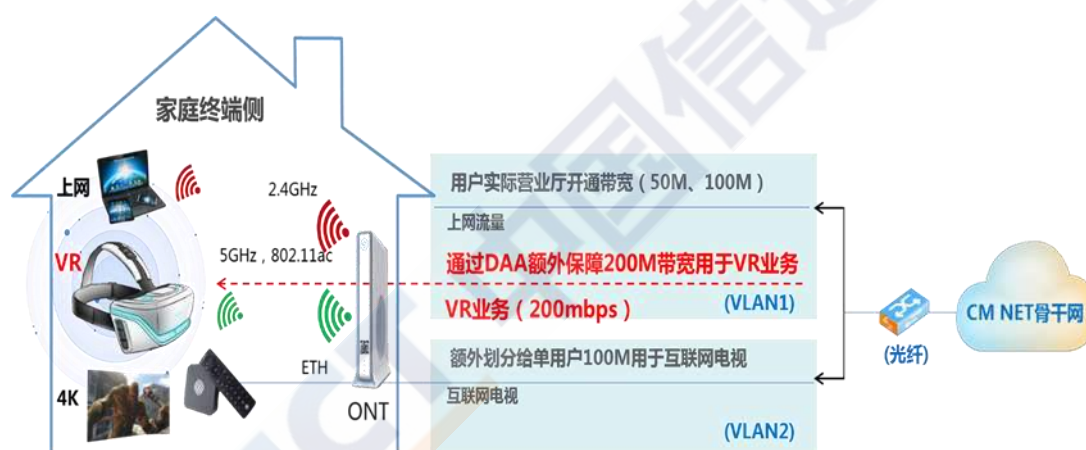 家庭终端侧
上网
2.4GHz
VR
5GHz，802.11ac
ETH
4K
ONT
用户实际营业厅开通带宽（50M、100M）
上网流量
通过DAA额外保障200M带宽用于VR业务
VR业务（200mbps）
(VLAN1)
额外划分给单用户100M用于互联网电视
互联网电视
(VLAN2)
(光纤)
CM NET骨干网